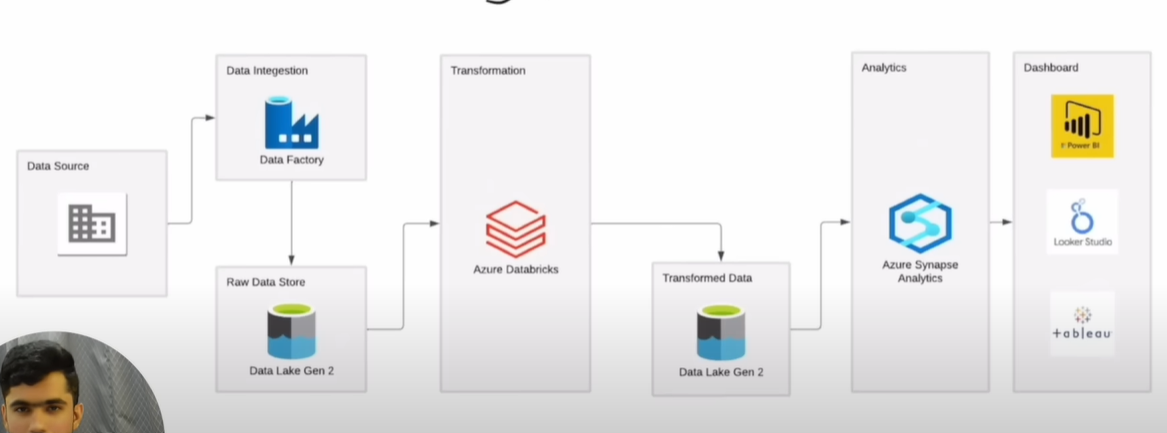 Data Source
Data Integestion
Data Factory
Raw Data Store
Data Lake Gen 2
Transformation
Azure Databricks
Transformed Data
Data Lake Gen 2
Analytics
Azure Synapse
Analytics
Dashboard
Power BI
Looker Studio
+ableau